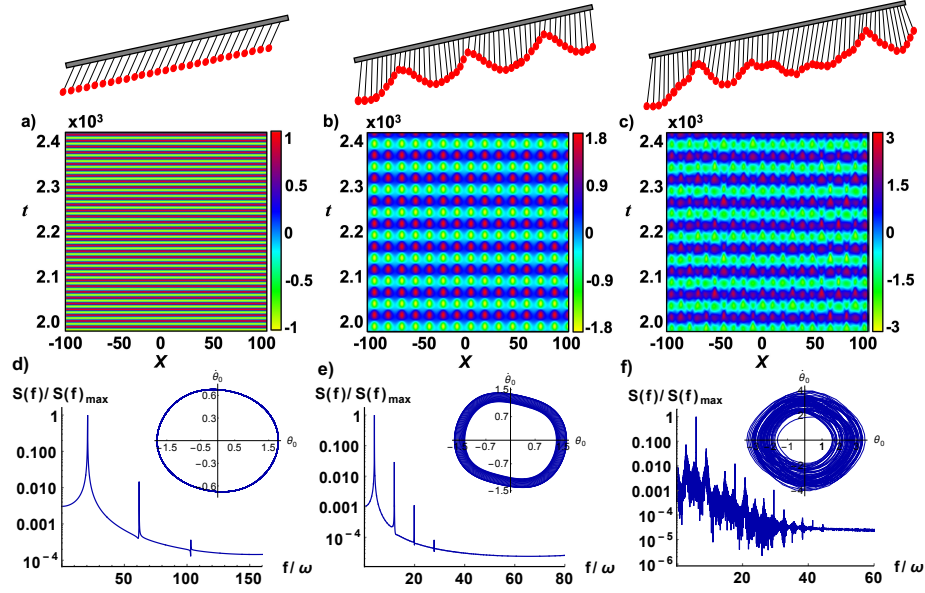 a) x10³
2.4
2.3
t
2.2
2.1
2.0
-100 -50 0 50 100
X
1
0.5
0
-0.5
-1
b) x10³
2.4
2.3
t
2.2
2.1
2.0
-100 -50 0 50 100
X
1.8
0.9
0
-0.9
-1.8
c) x10³
2.4
2.3
t
2.2
2.1
2.0
-100 -50 0 50 100
X
3
1.5
0
-1.5
-3
d)
S(f)/ S(f)max
1
0.100
0.010
0.001
10⁻⁴
50 100 150
f/ω
θ̇₀
0.6
0.3
-1.5 -0.5 0.5 1.5 θ₀
-0.3
-0.6
e)
S(f)/ S(f)max
1
0.100
0.010
0.001
10⁻⁴
20 40 60 80
f/ω
θ̇₀
1.5
0.7
-1.5 -0.7 0.7 1.5 θ₀
-0.7
-1.5
f)
S(f)/ S(f)max
1
0.100
0.010
0.001
10⁻⁴
10⁻⁵
10⁻⁶
20 40 60
f/ω
θ̇₀
4
2
1 4 θ₀
-2
-4